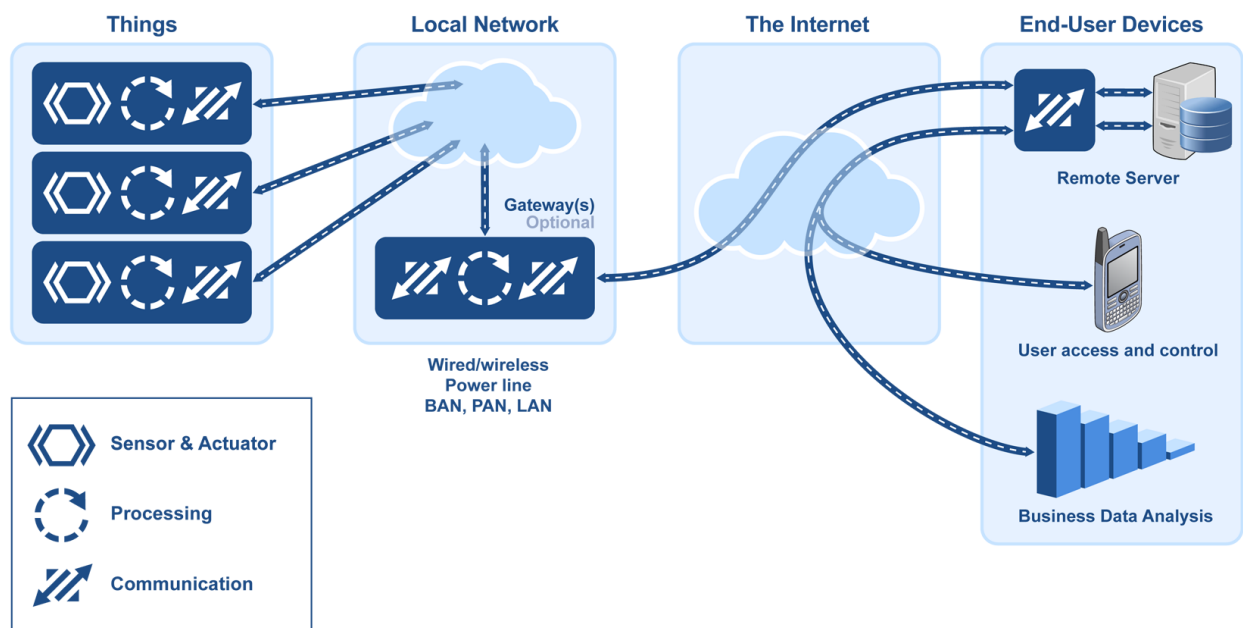 Things
Local Network
The Internet
End-User Devices
Gateway(s)
Optional
Wired/wireless
Power line
BAN, PAN, LAN
Remote Server
User access and control
Business Data Analysis
Sensor & Actuator
Processing
Communication